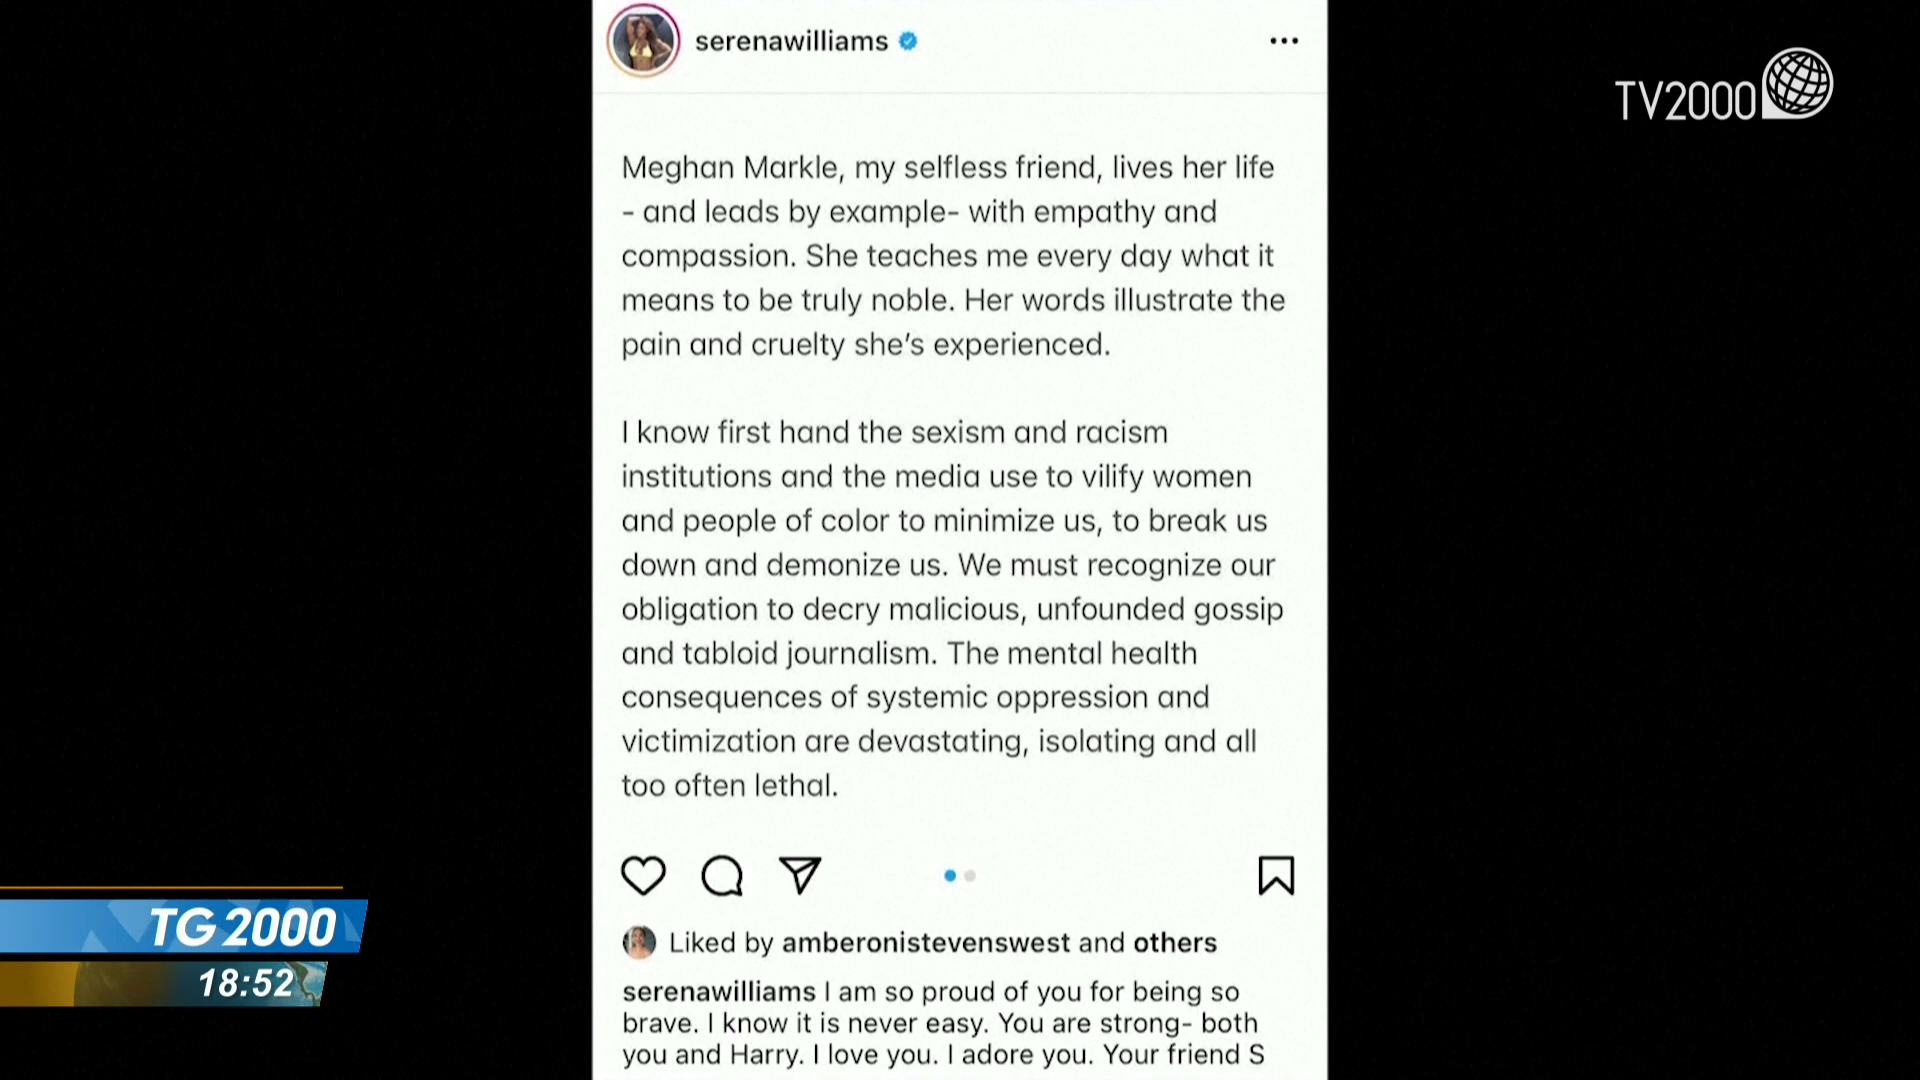 serenawilliams
TV2000
Meghan Markle, my selfless friend, lives her life
- and leads by example- with empathy and
compassion. She teaches me every day what it
means to be truly noble. Her words illustrate the
pain and cruelty she’s experienced.
I know first hand the sexism and racism
institutions and the media use to vilify women
and people of color to minimize us, to break us
down and demonize us. We must recognize our
obligation to decry malicious, unfounded gossip
and tabloid journalism. The mental health
consequences of systemic oppression and
victimization are devastating, isolating and all
too often lethal.
Liked by amberonistevenswest and others
serenawilliams I am so proud of you for being so
brave. I know it is never easy. You are strong- both
you and Harry. I love you. I adore you. Your friend S
TG 2000
18:52